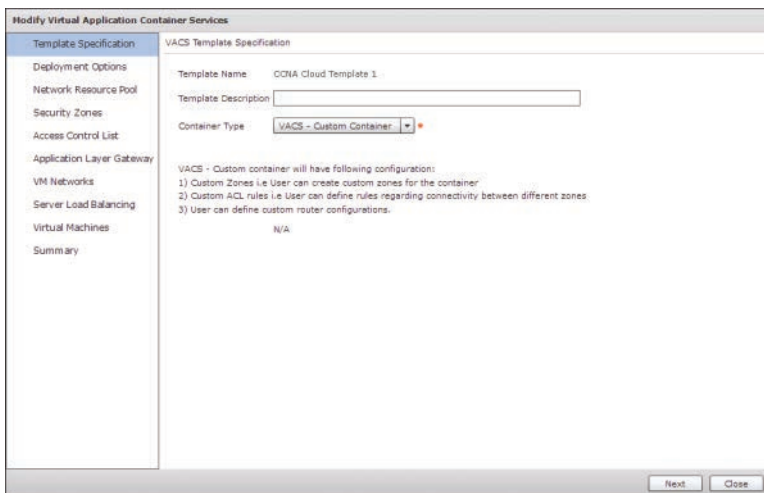 Modify Virtual Application Container Services
Template Specification
Deployment Options
Network Resource Pool
Security Zones
Access Control List
Application Layer Gateway
VM Networks
Server Load Balancing
Virtual Machines
Summary
VACS Template Specification
Template Name CCNA Cloud Template 1
Template Description
Container Type VACS - Custom Container *
VACS - Custom container will have following configuration:
1) Custom Zones i.e User can create custom zones for the container
2) Custom ACL rules i.e User can define rules regarding connectivity between different zones
3) User can define custom router configurations.
N/A
Next Close